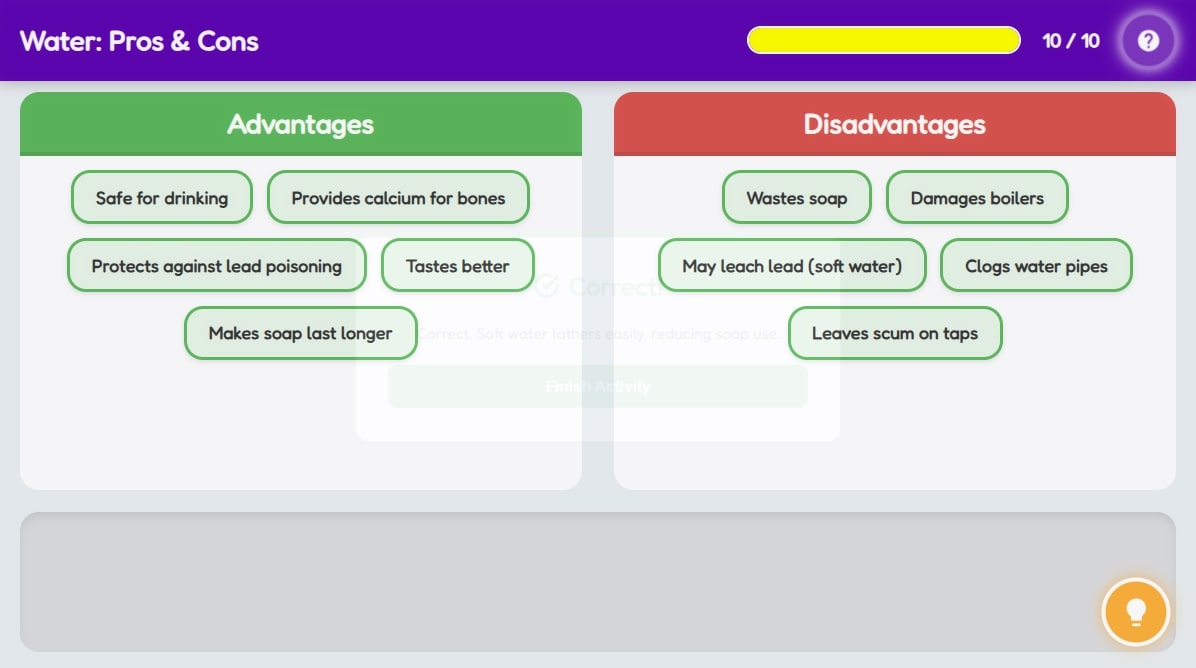 Water: Pros & Cons
10 / 10
?
Advantages
Safe for drinking
Provides calcium for bones
Protects against lead poisoning
Tastes better
Makes soap last longer
Disadvantages
Wastes soap
Damages boilers
May leach lead (soft water)
Clogs water pipes
Leaves scum on taps
Correct!
Correct. Soft water lathers easily, reducing soap use.
Finish Activity